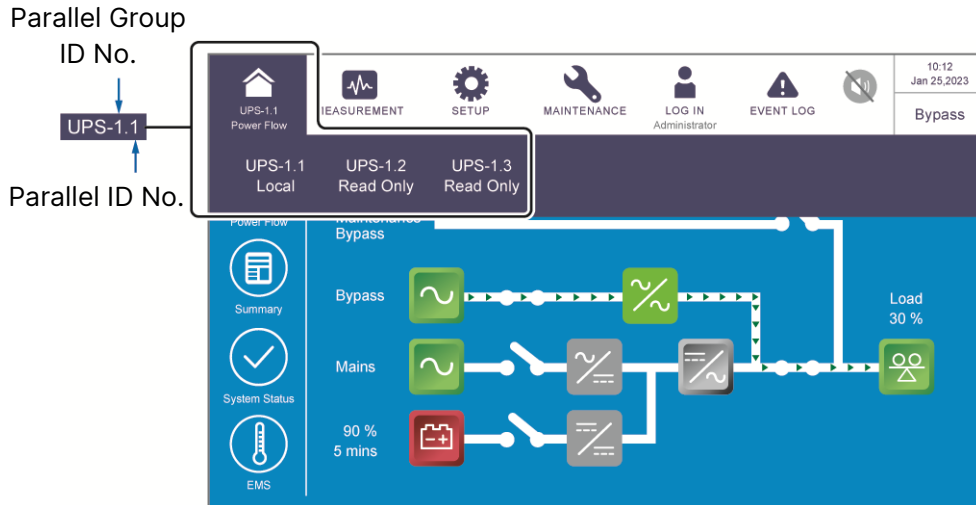 Parallel Group
ID No.
UPS-1.1
Parallel ID No.
UPS-1.1
Power Flow
MEASUREMENT
SETUP
MAINTENANCE
LOG IN
Administrator
EVENT LOG
10:12
Jan 25,2023
Bypass
UPS-1.1
Local
UPS-1.2
Read Only
UPS-1.3
Read Only
Power Flow
Summary
System Status
EMS
Maintenance
Bypass
Bypass
Mains
90 %
5 mins
Load
30 %